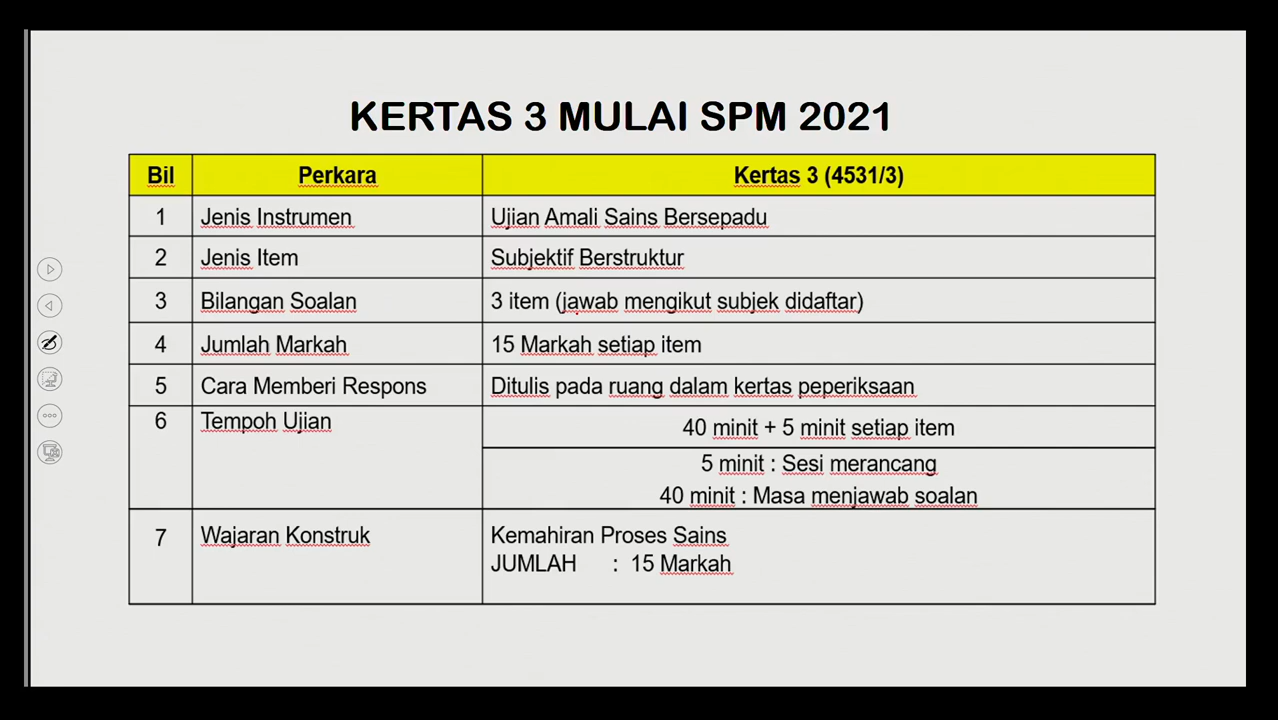 KERTAS 3 MULAI SPM 2021
Bil Perkara Kertas 3 (4531/3)
1 Jenis Instrumen Ujian Amali Sains Bersepadu
2 Jenis Item Subjektif Berstruktur
3 Bilangan Soalan 3 item (jawab mengikut subjek didaftar)
4 Jumlah Markah 15 Markah setiap item
5 Cara Memberi Respons Ditulis pada ruang dalam kertas peperiksaan
6 Tempoh Ujian 40 minit + 5 minit setiap item
5 minit : Sesi merancang
40 minit : Masa menjawab soalan
7 Wajaran Konstruk Kemahiran Proses Sains
JUMLAH : 15 Markah